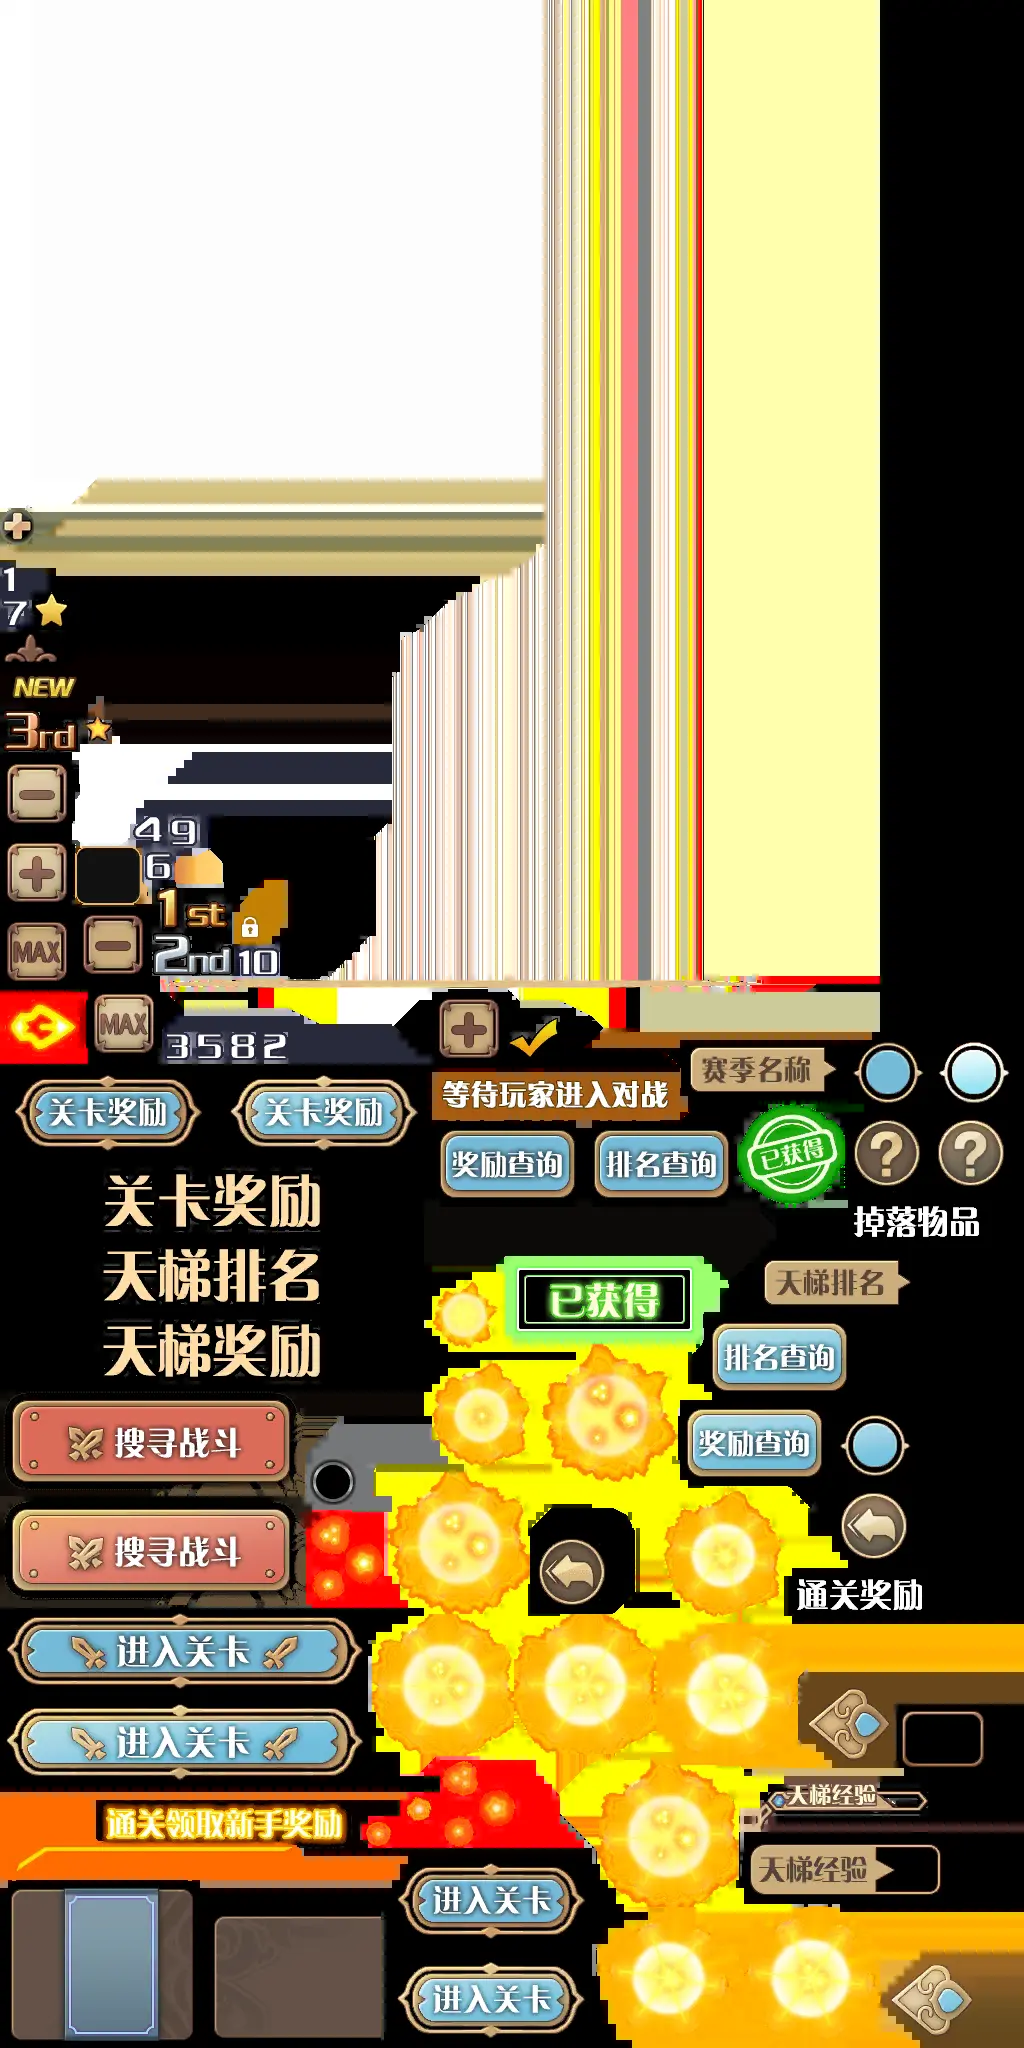 1
7
NEW
3rd
49
6
1st
MAX
2nd 10
MAX
3582
赛季名称
等待玩家进入对战
关卡奖励
关卡奖励
奖励查询
排名查询
已获得
?
?
关卡奖励
掉落物品
天梯排名
天梯排名
已获得
天梯奖励
排名查询
搜寻战斗
奖励查询
搜寻战斗
通关奖励
进入关卡
进入关卡
天梯经验
通关领取新手奖励
天梯经验
进入关卡
进入关卡